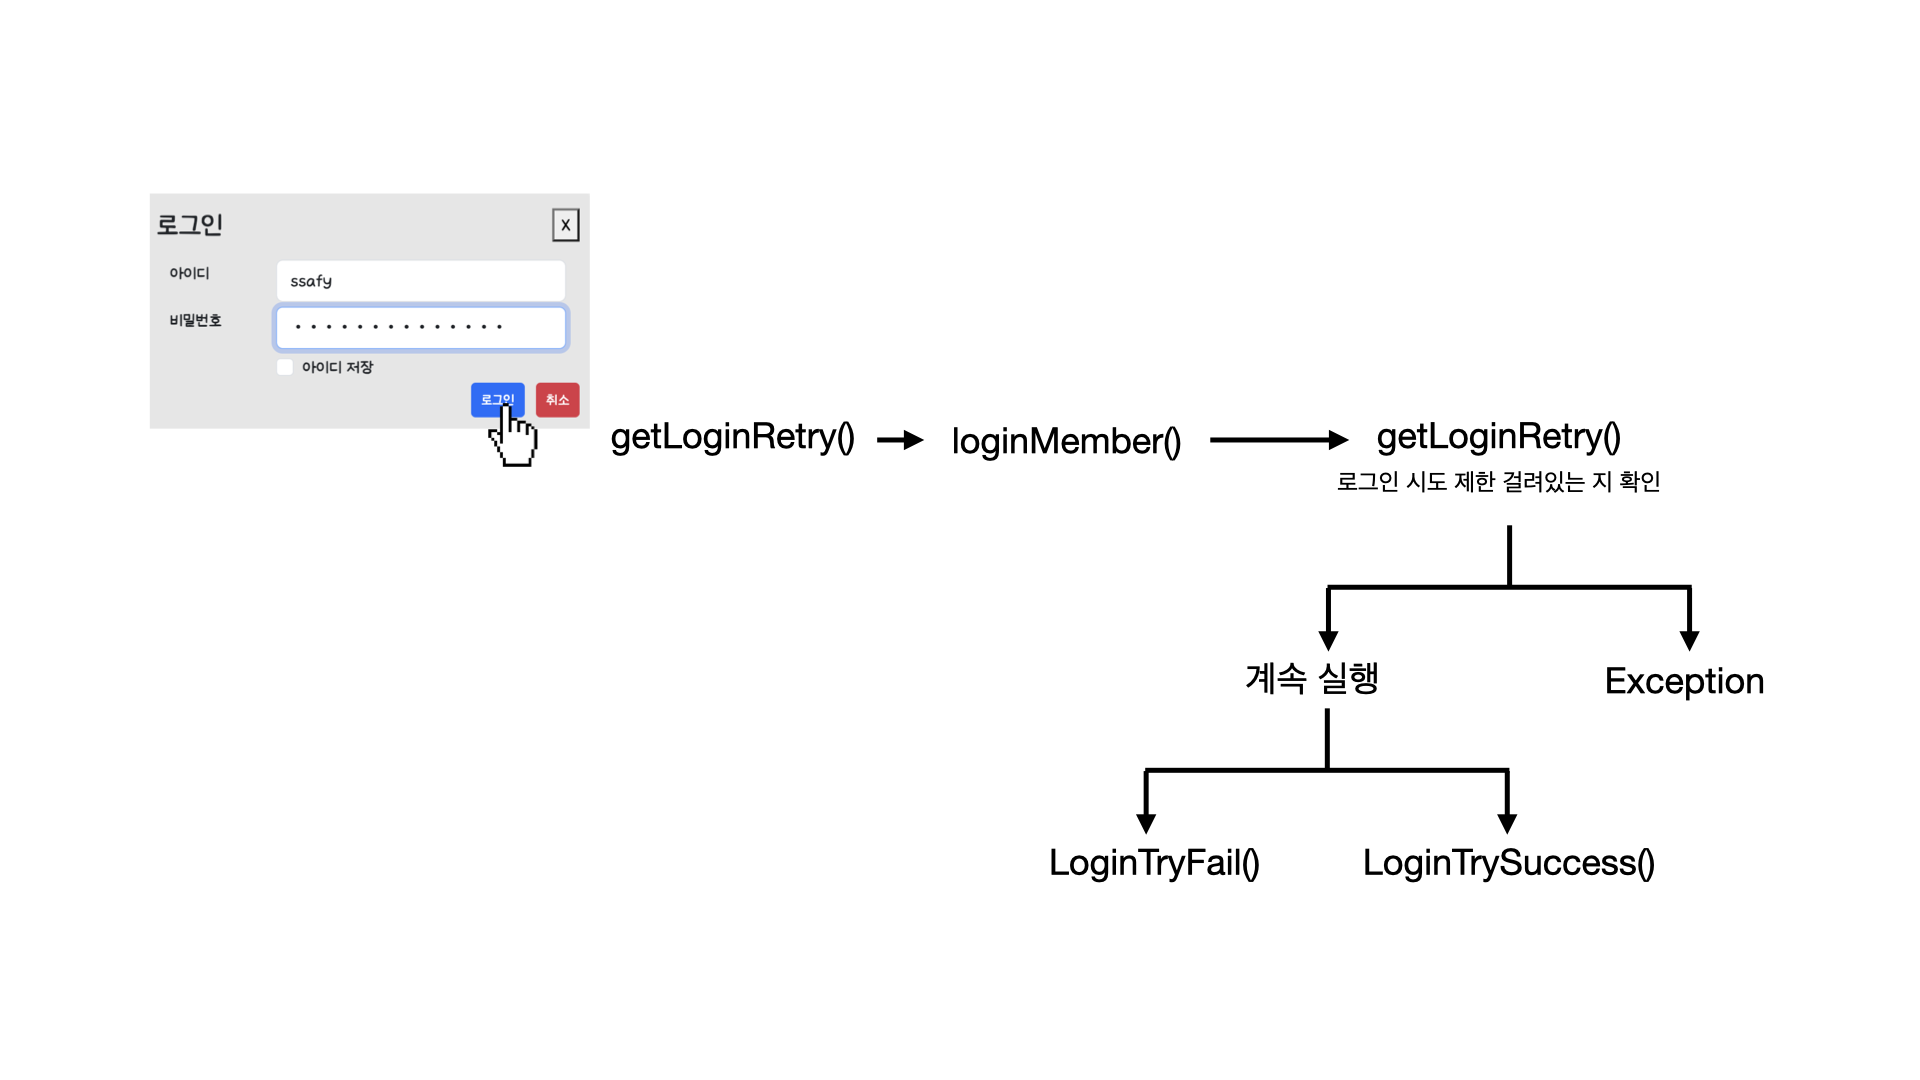 로그인
X
아이디
ssafy
비밀번호
아이디 저장
로그인
취소
getLoginRetry()
loginMember()
getLoginRetry()
로그인 시도 제한 걸려있는 지 확인
계속 실행
Exception
LoginTryFail()
LoginTrySuccess()